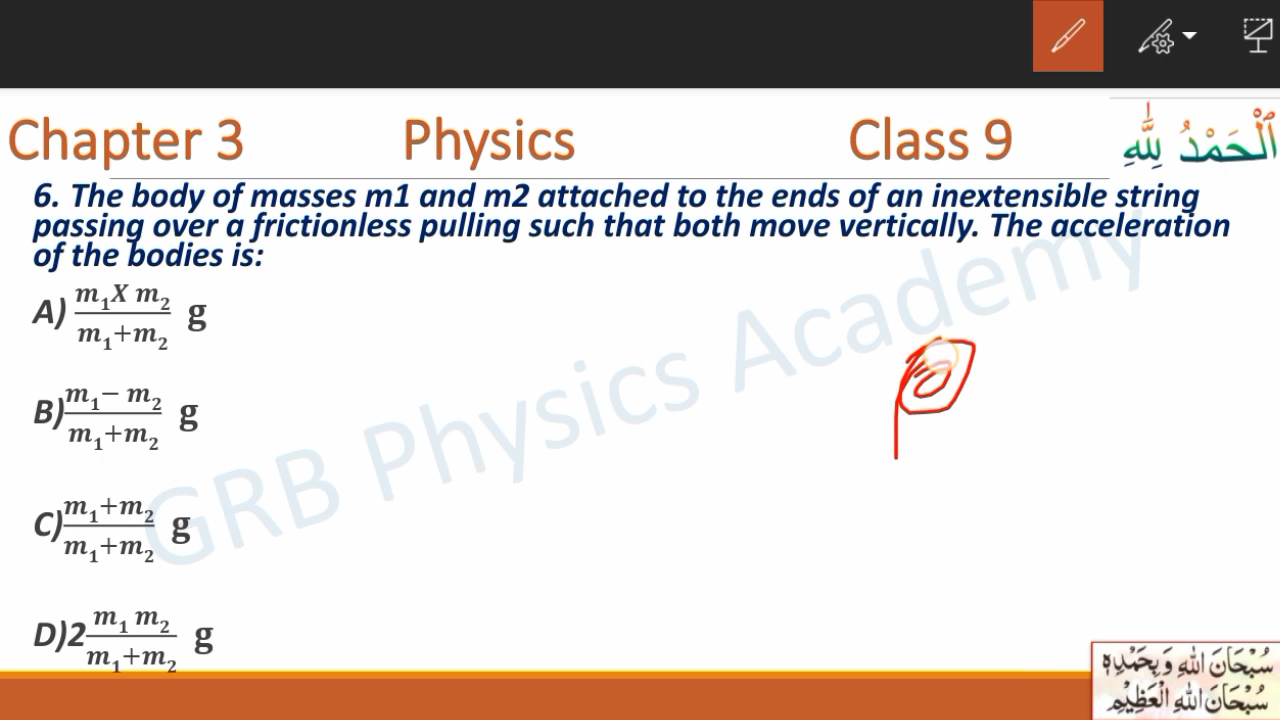 Chapter 3 Physics Class 9
اَلْحَمْدُ لِلّٰهِ
6. The body of masses m1 and m2 attached to the ends of an inextensible string
passing over a frictionless pulling such that both move vertically. The acceleration
of the bodies is:
A) m₁X m₂ / m₁+m₂ g
B) m₁− m₂ / m₁+m₂ g
C) m₁+m₂ / m₁+m₂ g
D)2 m₁ m₂ / m₁+m₂ g
GRB Physics Academy
سُبْحَانَ اللهِ وَ بِحَمْدِهٖ
سُبْحَانَ اللهِ الْعَظِيْمِ